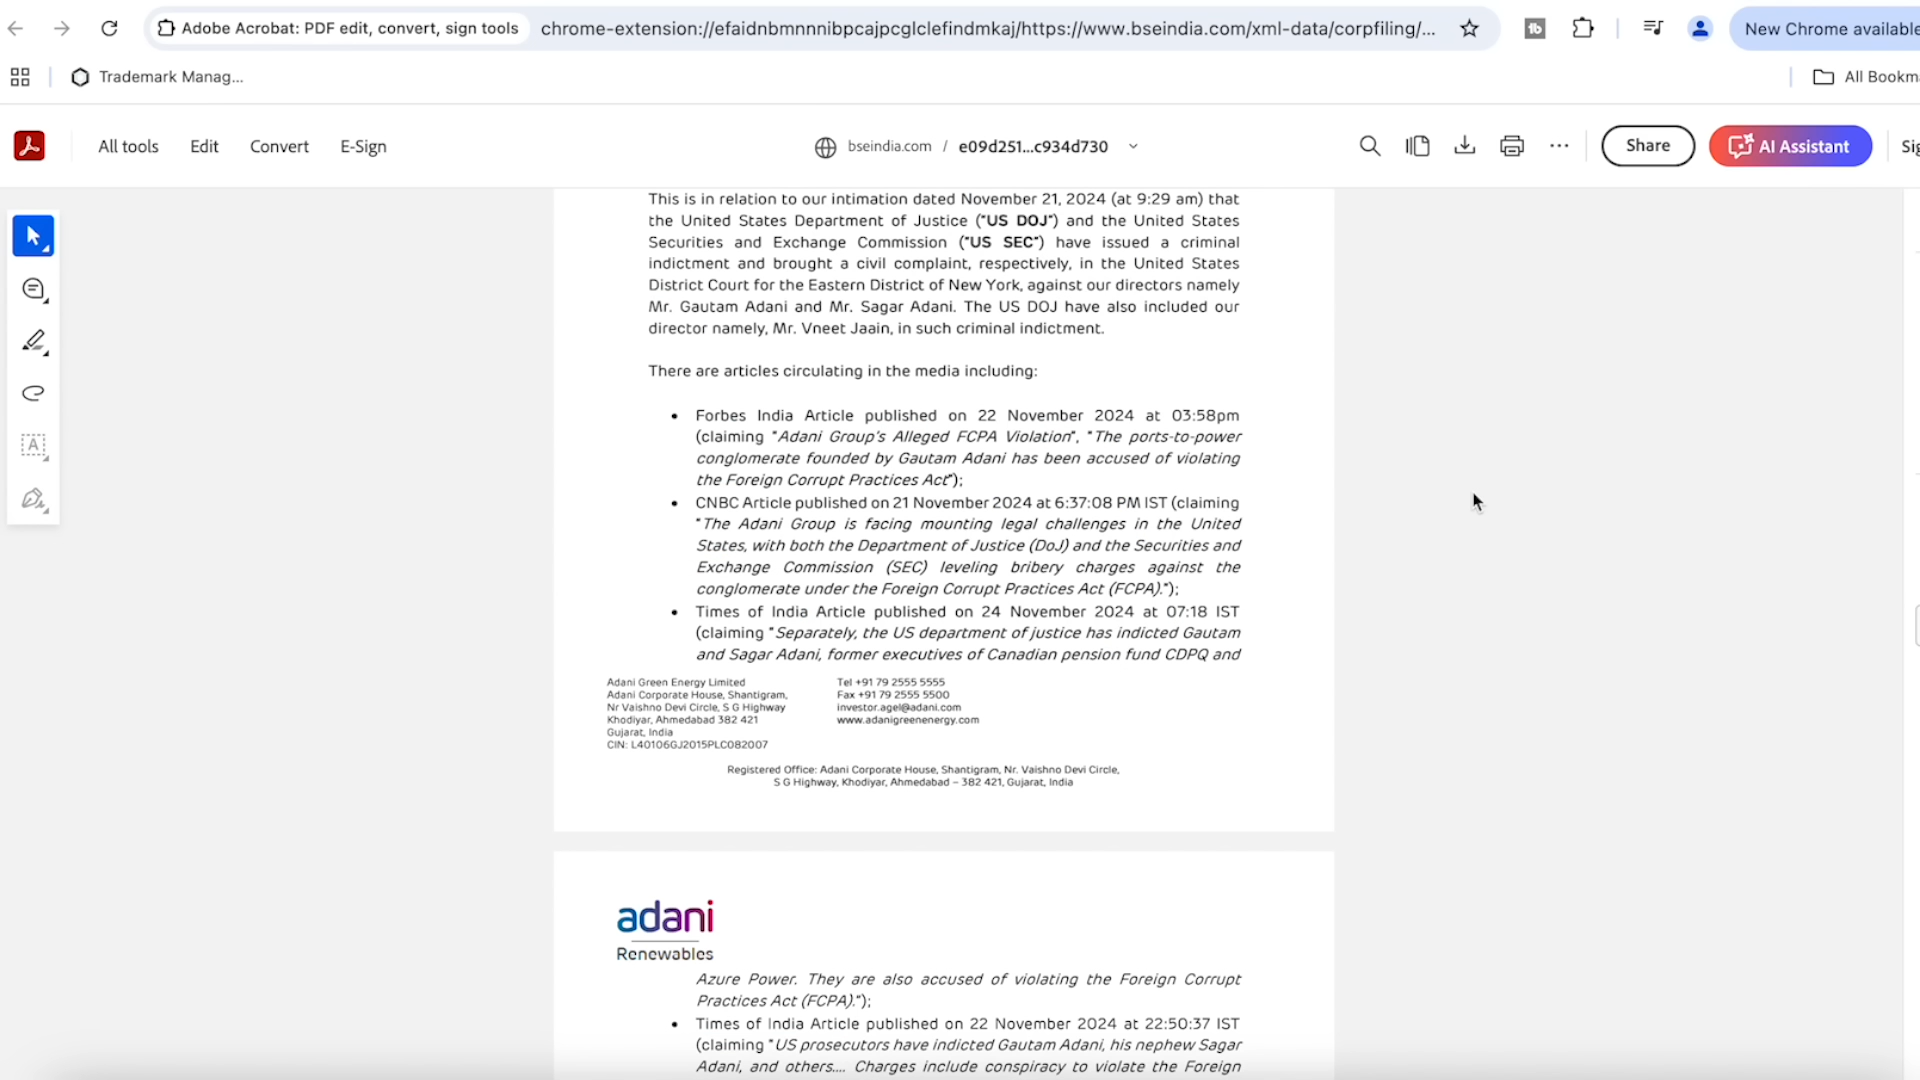 Adobe Acrobat: PDF edit, convert, sign tools
chrome-extension://efaidnbmnnnibpcajpcglclefindmkaj/https://www.bseindia.com/xml-data/corpfiling/...
New Chrome available
Trademark Manag...
All Bookma
All tools
Edit
Convert
E-Sign
bseindia.com / e09d251...c934d730
Share
AI Assistant
Sig
This is in relation to our intimation dated November 21, 2024 (at 9:29 am) that
the United States Department of Justice ("US DOJ") and the United States
Securities and Exchange Commission ("US SEC") have issued a criminal
indictment and brought a civil complaint, respectively, in the United States
District Court for the Eastern District of New York, against our directors namely
Mr. Gautam Adani and Mr. Sagar Adani. The US DOJ have also included our
director namely, Mr. Vneet Jaain, in such criminal indictment.
There are articles circulating in the media including:
• Forbes India Article published on 22 November 2024 at 03:58pm
(claiming "Adani Group's Alleged FCPA Violation", "The ports-to-power
conglomerate founded by Gautam Adani has been accused of violating
the Foreign Corrupt Practices Act");
• CNBC Article published on 21 November 2024 at 6:37:08 PM IST (claiming
"The Adani Group is facing mounting legal challenges in the United
States, with both the Department of Justice (DoJ) and the Securities and
Exchange Commission (SEC) leveling bribery charges against the
conglomerate under the Foreign Corrupt Practices Act (FCPA).");
• Times of India Article published on 24 November 2024 at 07:18 IST
(claiming "Separately, the US department of justice has indicted Gautam
and Sagar Adani, former executives of Canadian pension fund CDPQ and
Adani Green Energy Limited
Adani Corporate House, Shantigram,
Nr Vaishno Devi Circle, S G Highway
Khodiyar, Ahmedabad 382 421
Gujarat, India
CIN: L40106GJ2015PLC082007
Tel +91 79 2555 5555
Fax +91 79 2555 5500
investor.agel@adani.com
www.adanigreenenergy.com
Registered Office: Adani Corporate House, Shantigram, Nr. Vaishno Devi Circle,
S G Highway, Khodiyar, Ahmedabad – 382 421, Gujarat, India
adani
Renewables
Azure Power. They are also accused of violating the Foreign Corrupt
Practices Act (FCPA).");
• Times of India Article published on 22 November 2024 at 22:50:37 IST
(claiming "US prosecutors have indicted Gautam Adani, his nephew Sagar
Adani, and others.... Charges include conspiracy to violate the Foreign